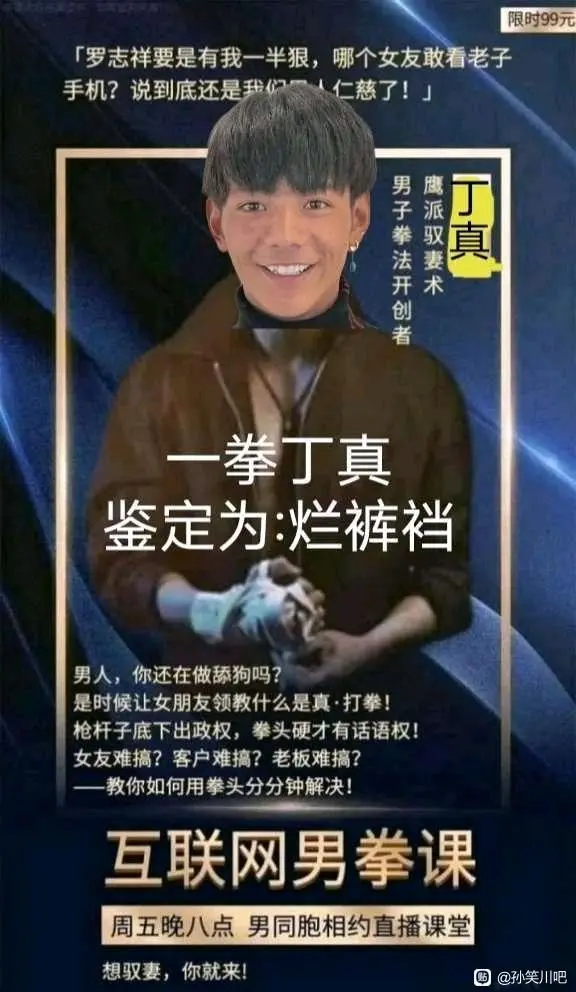 限时99元
「罗志祥要是有我一半狠，哪个女友敢看老子
手机？说到底还是我们男人仁慈了！」
丁真
鹰派驭妻术
男子拳法开创者
一拳丁真
鉴定为:烂裤裆
男人，你还在做舔狗吗？
是时候让女朋友领教什么是真·打拳！
枪杆子底下出政权，拳头硬才有话语权！
女友难搞？客户难搞？老板难搞？
——教你如何用拳头分分钟解决！
互联网男拳课
周五晚八点 男同胞相约直播课堂
想驭妻，你就来!
贴 @孙笑川吧